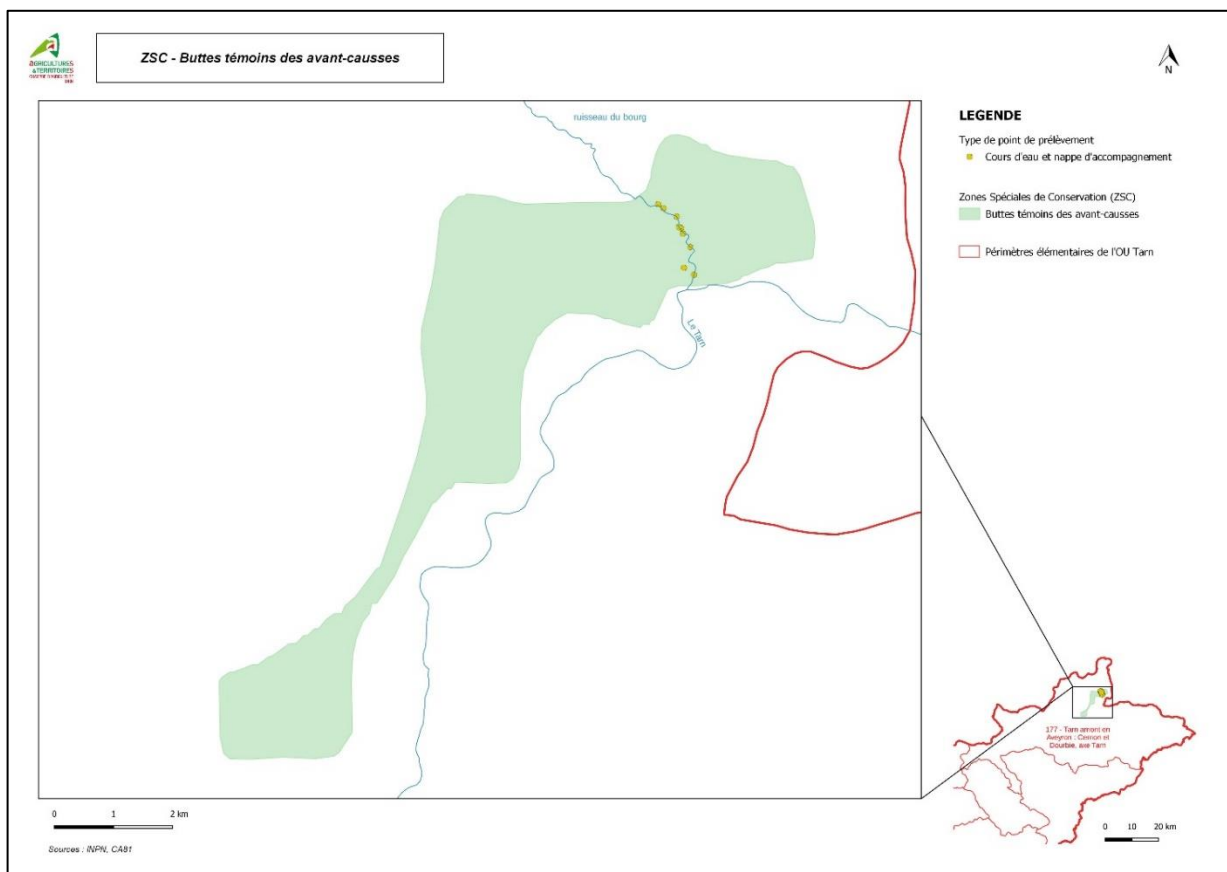 AGRICULTURES
& TERRITOIRES
ZSC - Buttes témoins des avant-causses
N
ruisseau du bourg
Le Tarn
LEGENDE
Type de point de prélèvement
Cours d'eau et nappe d'accompagnement
Zones Spéciales de Conservation (ZSC)
Buttes témoins des avant-causses
Périmètres élémentaires de l'OU Tarn
177 - Tarn amont en
Aveyron : Cernon et
Dourbie, axe Tarn
0 1 2 km
0 10 20 km
Sources : INPN, CA81